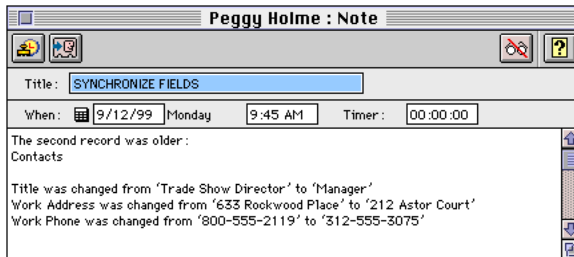 Peggy Holme : Note
?
Title: SYNCHRONIZE FIELDS
When: 9/12/99 Monday 9:45 AM Timer: 00:00:00
The second record was older:
Contacts
Title was changed from ‘Trade Show Director’ to ‘Manager’
Work Address was changed from ‘633 Rockwood Place’ to ‘212 Astor Court’
Work Phone was changed from ‘800-555-2119’ to ‘312-555-3075’